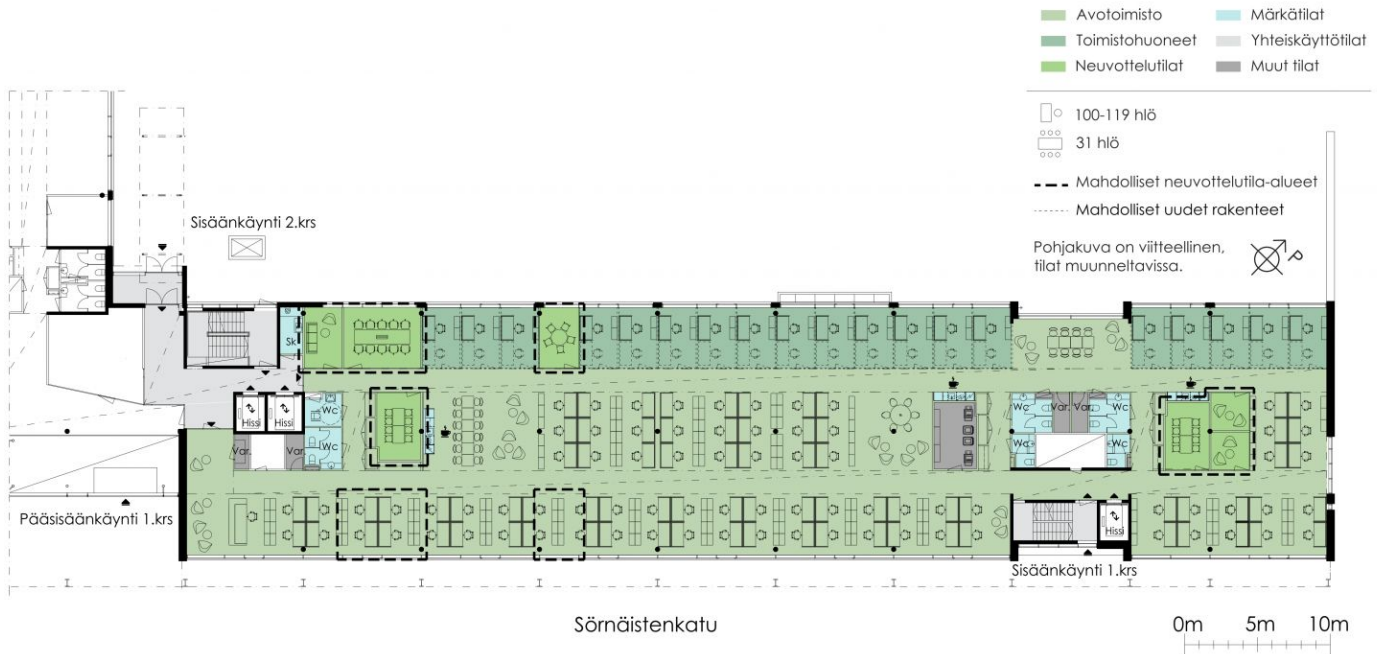 Avotoimisto
Märkätilat
Toimistohuoneet
Yhteiskäyttötilat
Neuvottelutilat
Muut tilat
100-119 hlö
31 hlö
Mahdolliset neuvottelutila-alueet
Mahdolliset uudet rakenteet
Pohjakuva on viitteellinen,
tilat muunneltavissa.
P
Sisäänkäynti 2.krs
Sk
Hissi
Hissi
Wc
Wc
Var.
Var.
Wc
Var.
Wc
Wc
Wc
Hissi
Pääsisäänkäynti 1.krs
Sisäänkäynti 1.krs
Sörnäistenkatu
0m
5m
10m